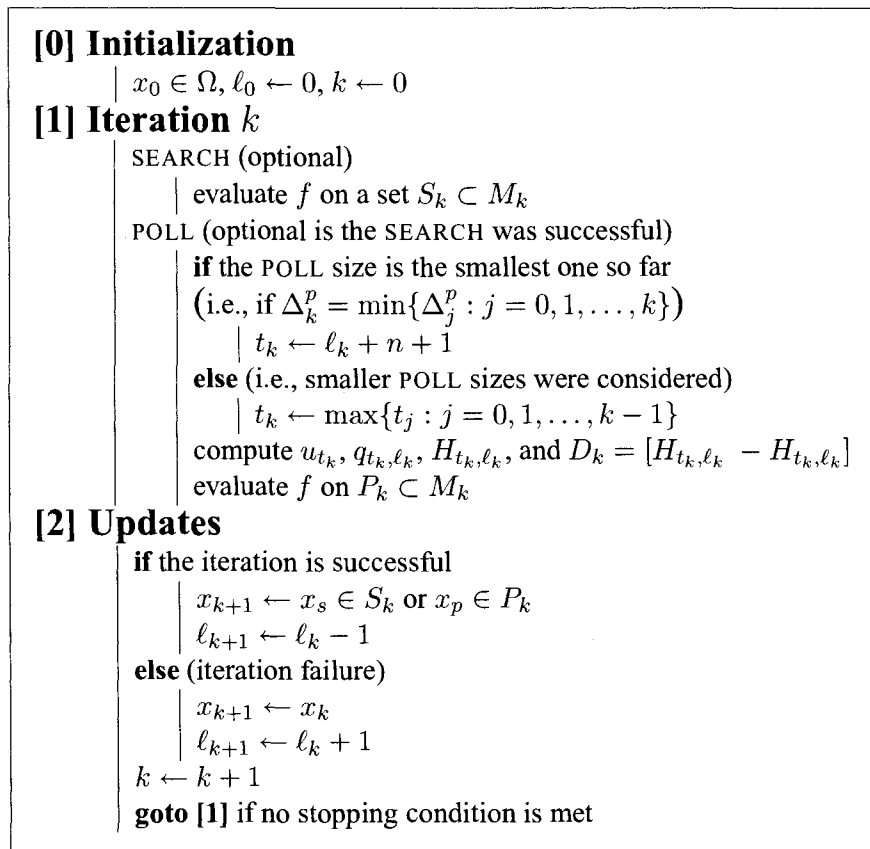 [0] Initialization
x₀ ∈ Ω, ℓ₀ ← 0, k ← 0
[1] Iteration k
SEARCH (optional)
evaluate f on a set Sₖ ⊂ Mₖ
POLL (optional is the SEARCH was successful)
if the POLL size is the smallest one so far
(i.e., if Δ^p_k = min{Δ^p_j : j = 0, 1, . . . , k})
t_k ← ℓ_k + n + 1
else (i.e., smaller POLL sizes were considered)
t_k ← max{t_j : j = 0, 1, . . . , k − 1}
compute u_{t_k}, q_{t_k,ℓ_k}, H_{t_k,ℓ_k}, and D_k = [H_{t_k,ℓ_k} − H_{t_k,ℓ_k}]
evaluate f on P_k ⊂ M_k
[2] Updates
if the iteration is successful
x_{k+1} ← x_s ∈ S_k or x_p ∈ P_k
ℓ_{k+1} ← ℓ_k − 1
else (iteration failure)
x_{k+1} ← x_k
ℓ_{k+1} ← ℓ_k + 1
k ← k + 1
goto [1] if no stopping condition is met